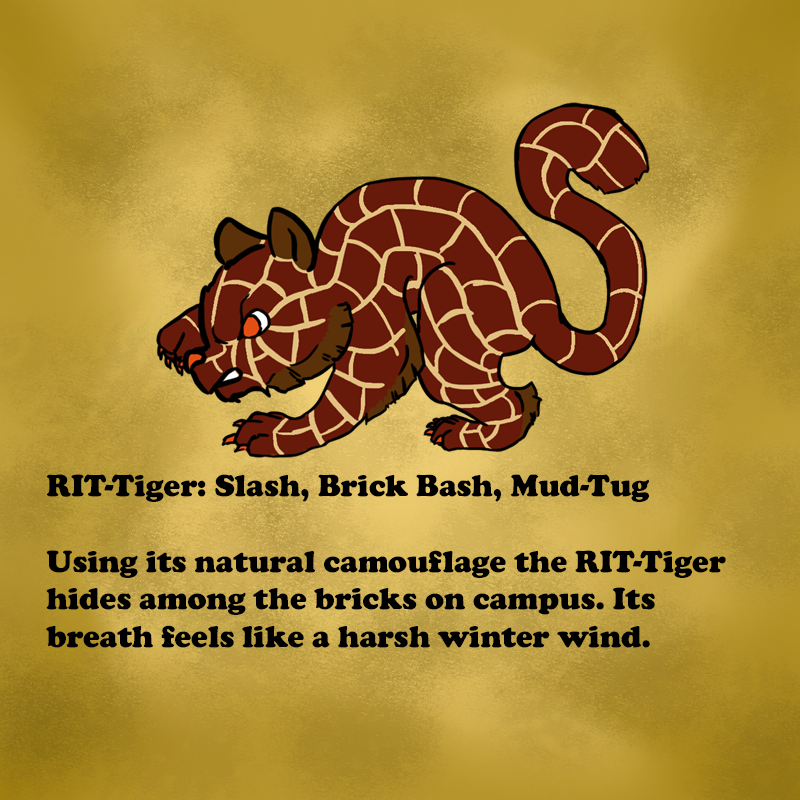 RIT-Tiger: Slash, Brick Bash, Mud-Tug
Using its natural camouflage the RIT-Tiger
hides among the bricks on campus. Its
breath feels like a harsh winter wind.